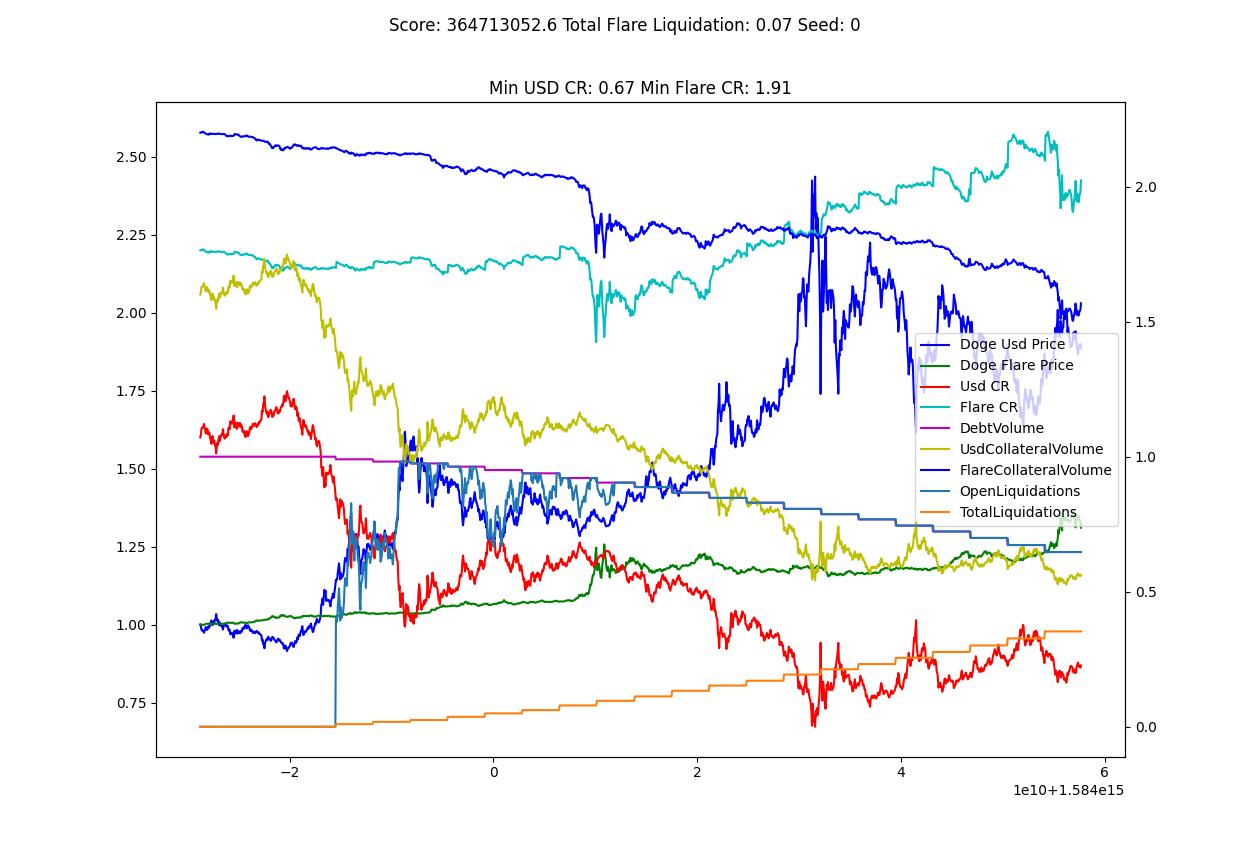 Score: 364713052.6 Total Flare Liquidation: 0.07 Seed: 0
Min USD CR: 0.67 Min Flare CR: 1.91
2.50
2.25
2.00
1.75
1.50
1.25
1.00
0.75
2.0
1.5
1.0
0.5
0.0
Doge Usd Price
Doge Flare Price
Usd CR
Flare CR
DebtVolume
UsdCollateralVolume
FlareCollateralVolume
OpenLiquidations
TotalLiquidations
−2 0 2 4 6
1e10+1.584e15